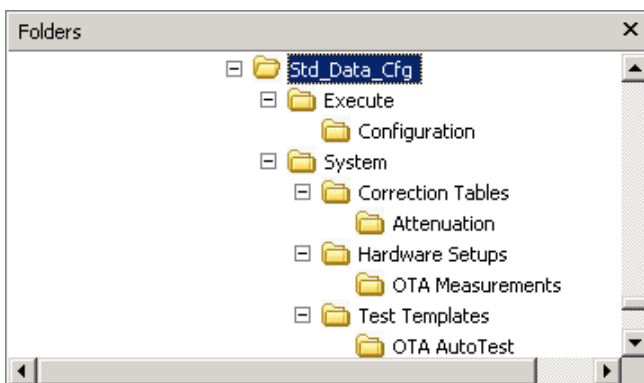 Folders
Std_Data_Cfg
Execute
Configuration
System
Correction Tables
Attenuation
Hardware Setups
OTA Measurements
Test Templates
OTA AutoTest